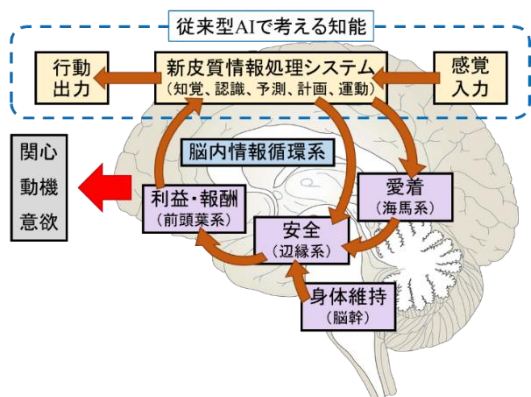 従来型AIで考える知能
行動
出力
新皮質情報処理システム
(知覚、認識、予測、計画、運動)
感覚
入力
関心
動機
意欲
脳内情報循環系
利益・報酬
(前頭葉系)
愛着
(海馬系)
安全
(辺縁系)
身体維持
(脳幹)